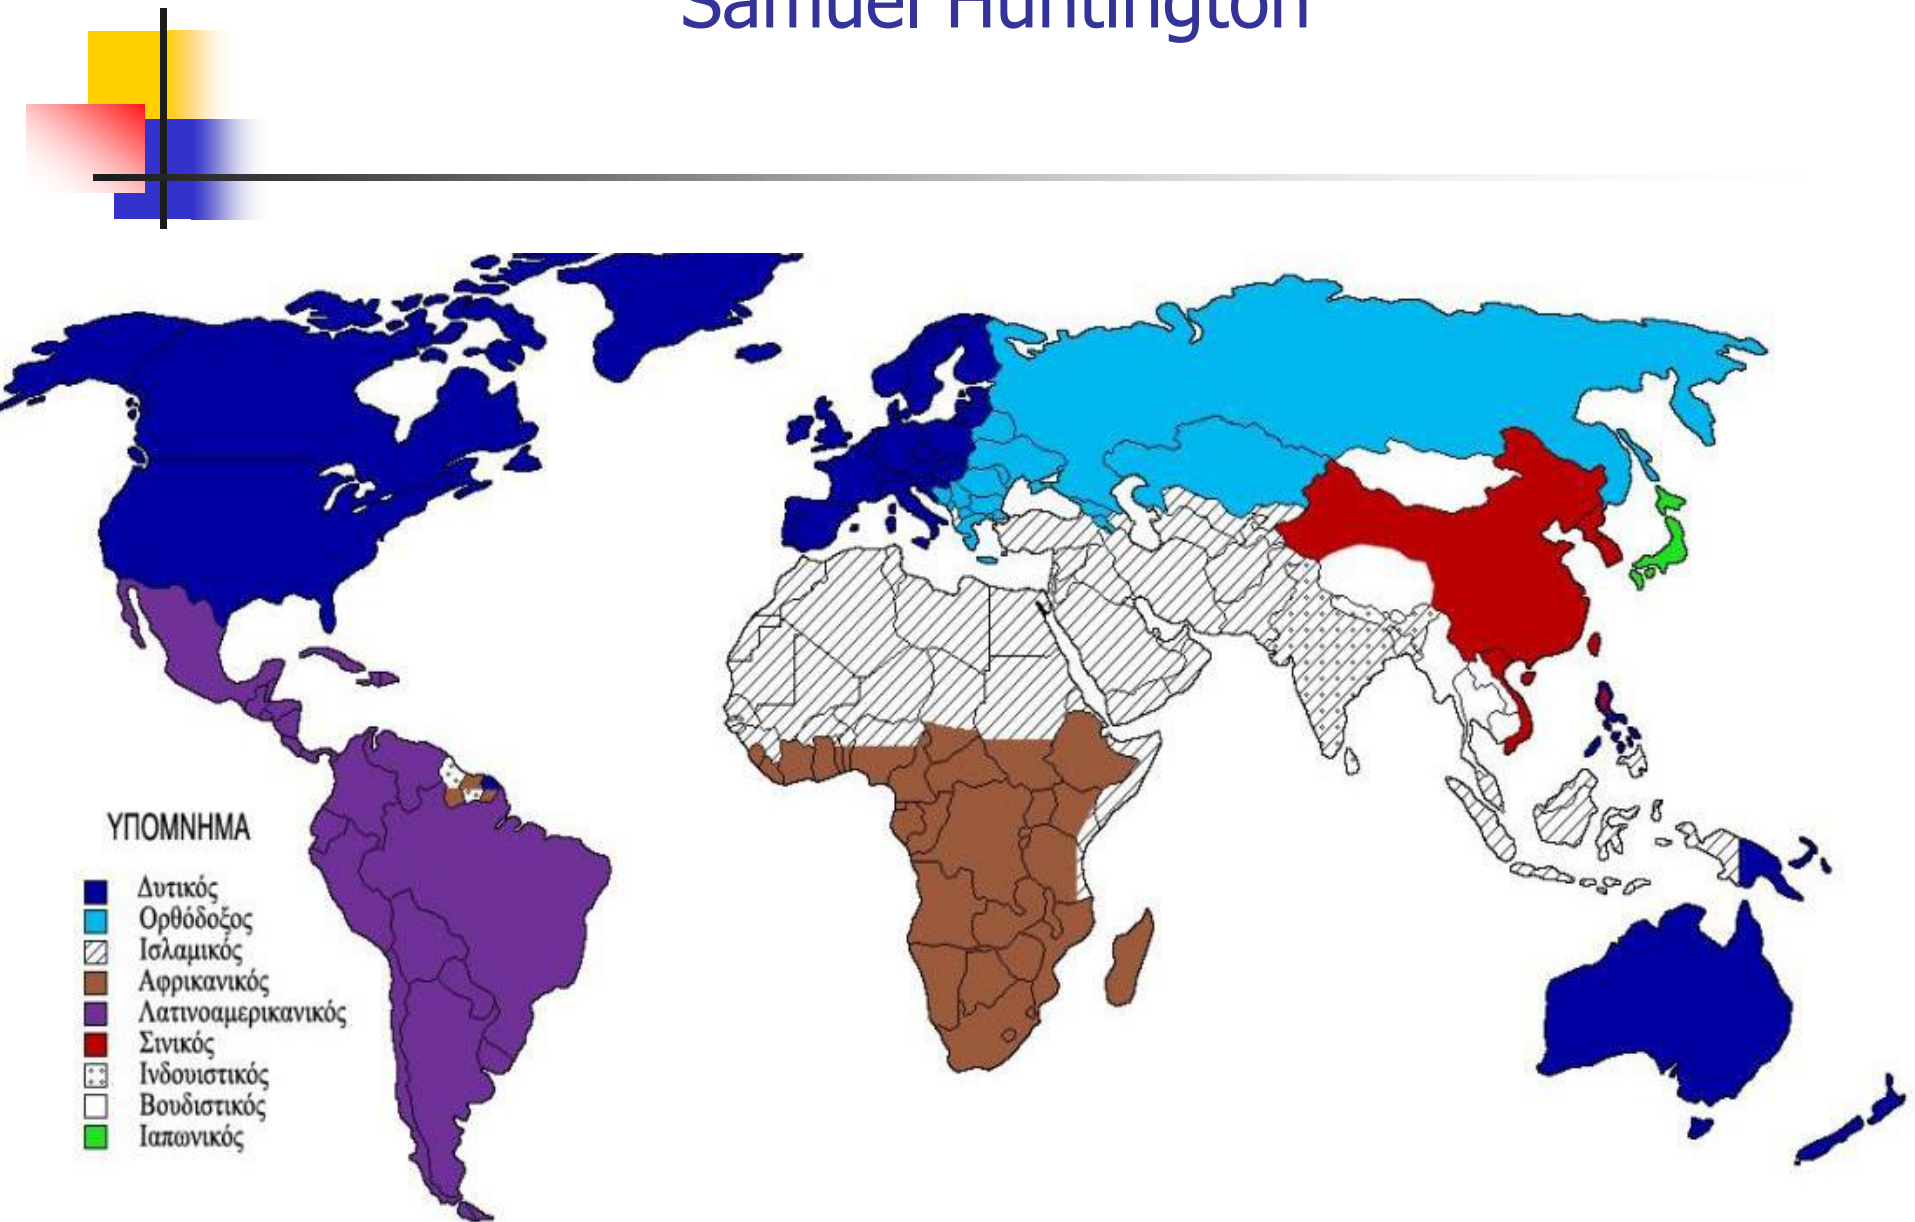 Samuel Huntington
ΥΠΟΜΝΗΜΑ
Δυτικός
Ορθόδοξος
Ισλαμικός
Αφρικανικός
Λατινοαμερικανικός
Σινικός
Ινδουιστικός
Βουδιστικός
Ιαπωνικός